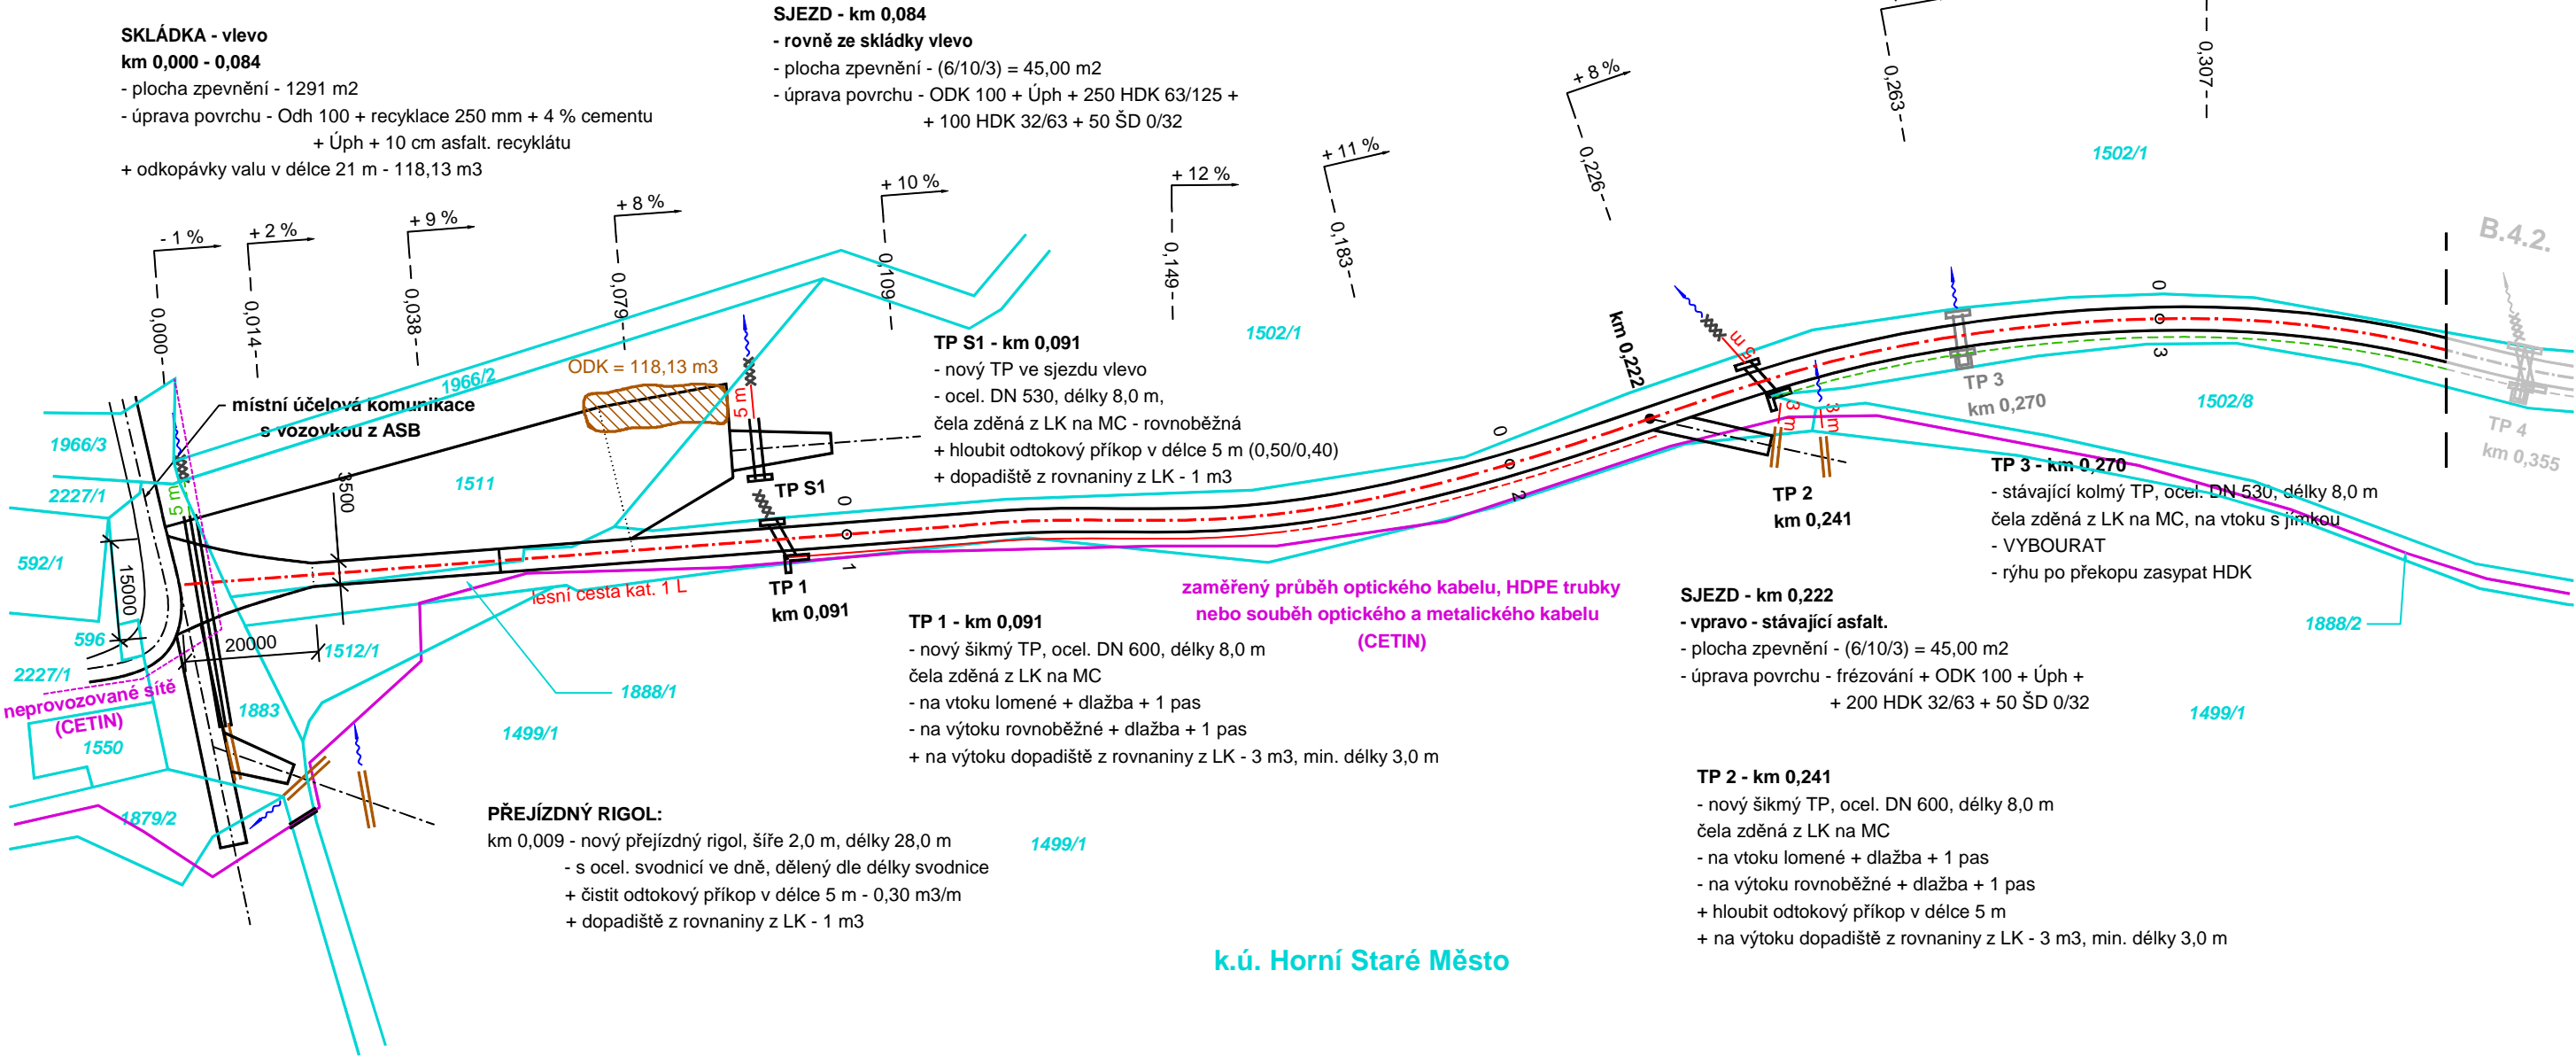 SKLÁDKA - vlevo
km 0,000 - 0,084
- plocha zpevnění - 1291 m2
- úprava povrchu - Odh 100 + recyklace 250 mm + 4 % cementu
+ Úph + 10 cm asfalt. recyklátu
+ odkopávky valu v délce 21 m - 118,13 m3
SJEZD - km 0,084
- rovně ze skládky vlevo
- plocha zpevnění - (6/10/3) = 45,00 m2
- úprava povrchu - ODK 100 + Úph + 250 HDK 63/125 +
+ 100 HDK 32/63 + 50 ŠD 0/32
- 1 %
+ 2 %
+ 9 %
+ 8 %
+ 10 %
+ 12 %
+ 11 %
+ 8 %
0,000
0,014
0,038
0,079
0,109
0,149
0,183
0,226
0,263
0,307
1502/1
1502/1
B.4.2.
místní účelová komunikace
s vozovkou z ASB
1966/2
ODK = 118,13 m3
5 m
TP S1 - km 0,091
- nový TP ve sjezdu vlevo
- ocel. DN 530, délky 8,0 m,
čela zděná z LK na MC - rovnoběžná
+ hloubit odtokový příkop v délce 5 m (0,50/0,40)
+ dopadiště z rovnaniny z LK - 1 m3
km 0,222
5 m
3 m
3 m
TP 3
km 0,270
1502/8
TP 4
km 0,355
0
3
0
2
0
1
1966/3
2227/1
592/1
596
2227/1
5 m
3500
15000
20000
1511
TP S1
TP 1
km 0,091
lesní cesta kat. 1 L
1512/1
1888/1
1883
1499/1
neprovozované sítě
(CETIN)
1550
1879/2
TP 2
km 0,241
TP 3 - km 0,270
- stávající kolmý TP, ocel. DN 530, délky 8,0 m
čela zděná z LK na MC, na vtoku s jímkou
- VYBOURAT
- rýhu po překopu zasypat HDK
zaměřený průběh optického kabelu, HDPE trubky
nebo souběh optického a metalického kabelu
(CETIN)
TP 1 - km 0,091
- nový šikmý TP, ocel. DN 600, délky 8,0 m
čela zděná z LK na MC
- na vtoku lomené + dlažba + 1 pas
- na výtoku rovnoběžné + dlažba + 1 pas
+ na výtoku dopadiště z rovnaniny z LK - 3 m3, min. délky 3,0 m
SJEZD - km 0,222
- vpravo - stávající asfalt.
- plocha zpevnění - (6/10/3) = 45,00 m2
- úprava povrchu - frézování + ODK 100 + Úph +
+ 200 HDK 32/63 + 50 ŠD 0/32
1888/2
1499/1
TP 2 - km 0,241
- nový šikmý TP, ocel. DN 600, délky 8,0 m
čela zděná z LK na MC
- na vtoku lomené + dlažba + 1 pas
- na výtoku rovnoběžné + dlažba + 1 pas
+ hloubit odtokový příkop v délce 5 m
+ na výtoku dopadiště z rovnaniny z LK - 3 m3, min. délky 3,0 m
PŘEJÍZDNÝ RIGOL:
km 0,009 - nový přejízdný rigol, šíře 2,0 m, délky 28,0 m
- s ocel. svodnicí ve dně, dělený dle délky svodnice
+ čistit odtokový příkop v délce 5 m - 0,30 m3/m
+ dopadiště z rovnaniny z LK - 1 m3
1499/1
k.ú. Horní Staré Město